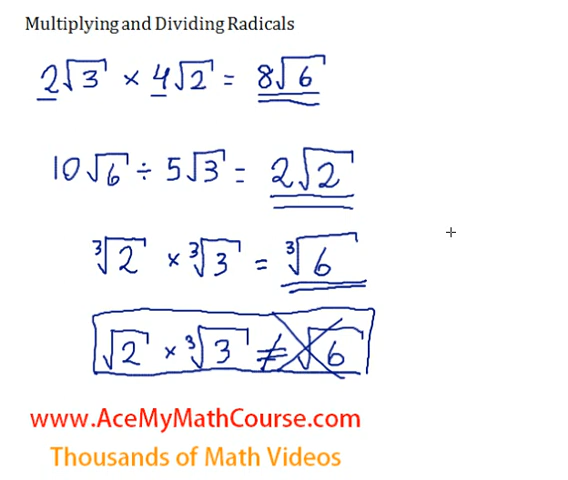 Multiplying and Dividing Radicals
2√3 × 4√2 = 8√6
10√6 ÷ 5√3 = 2√2
∛2 × ∛3 = ∛6
√2 × ∛3 ≠ √6
www.AceMyMathCourse.com
Thousands of Math Videos